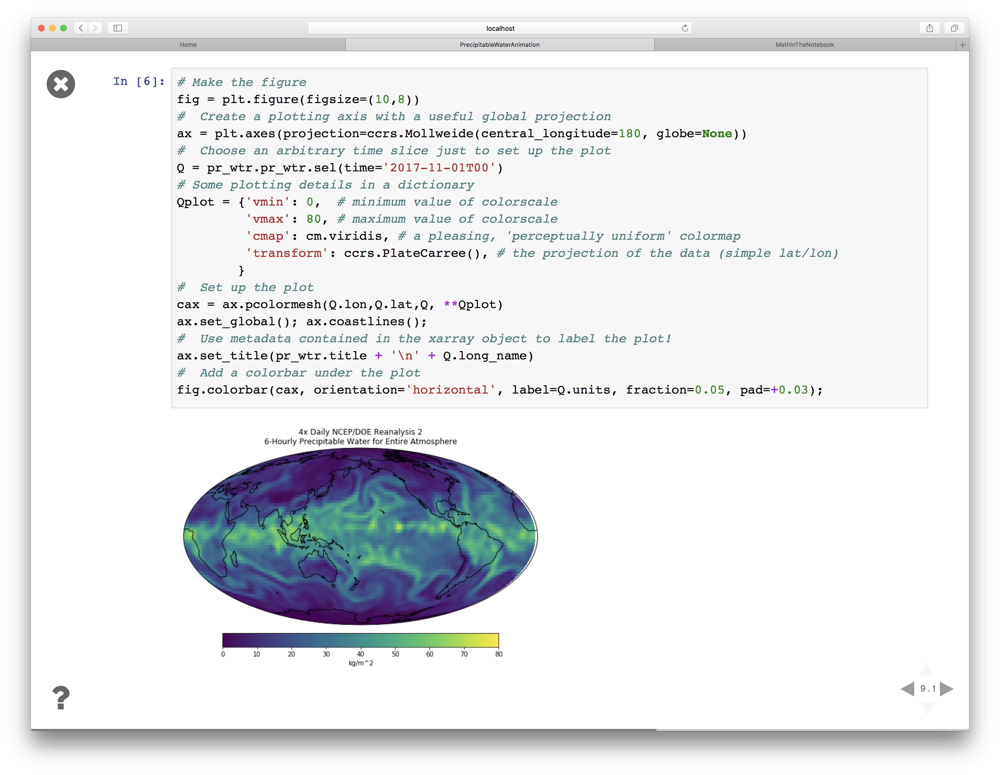 localhost
Home
PrecipitableWaterAnimation
MathInTheNotebook
In [6]:
# Make the figure
fig = plt.figure(figsize=(10,8))
#  Create a plotting axis with a useful global projection
ax = plt.axes(projection=ccrs.Mollweide(central_longitude=180, globe=None))
#  Choose an arbitrary time slice just to set up the plot
Q = pr_wtr.pr_wtr.sel(time='2017-11-01T00')
# Some plotting details in a dictionary
Qplot = {'vmin': 0,  # minimum value of colorscale
         'vmax': 80, # maximum value of colorscale
         'cmap': cm.viridis, # a pleasing, 'perceptually uniform' colormap
         'transform': ccrs.PlateCarree(), # the projection of the data (simple lat/lon)
        }
#  Set up the plot
cax = ax.pcolormesh(Q.lon,Q.lat,Q, **Qplot)
ax.set_global(); ax.coastlines();
#  Use metadata contained in the xarray object to label the plot!
ax.set_title(pr_wtr.title + '\n' + Q.long_name)
#  Add a colorbar under the plot
fig.colorbar(cax, orientation='horizontal', label=Q.units, fraction=0.05, pad=+0.03);
4x Daily NCEP/DOE Reanalysis 2
6-Hourly Precipitable Water for Entire Atmosphere
0 10 20 30 40 50 60 70 80
kg/m^2
?
9.1